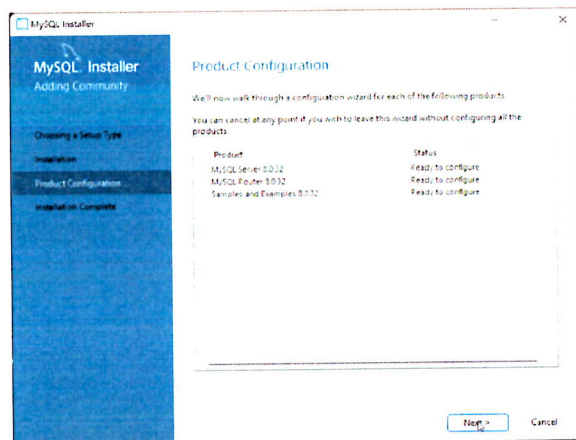 MySQL Installer
MySQL. Installer
Adding Community
Choosing a Setup Type
Installation
Product Configuration
Installation Complete
Product Configuration
We'll now walk through a configuration wizard for each of the following products.
You can cancel at any point if you wish to leave this wizard without configuring all the
products.
Product Status
MySQL Server 8.0.32 Ready to configure
MySQL Router 8.0.32 Ready to configure
Samples and Examples 8.0.32 Ready to configure
Next >
Cancel